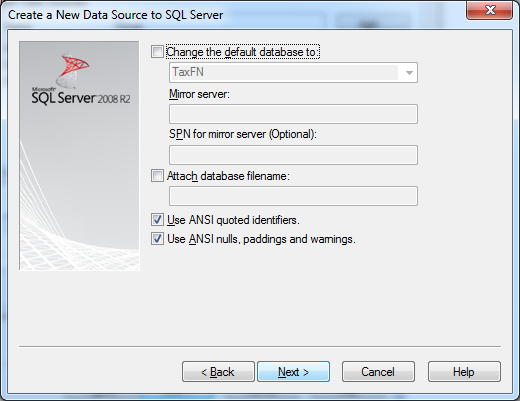 Create a New Data Source to SQL Server
Microsoft
SQL Server 2008 R2
Change the default database to:
TaxFN
Mirror server:
SPN for mirror server (Optional):
Attach database filename:
Use ANSI quoted identifiers.
Use ANSI nulls, paddings and warnings.
< Back
Next >
Cancel
Help